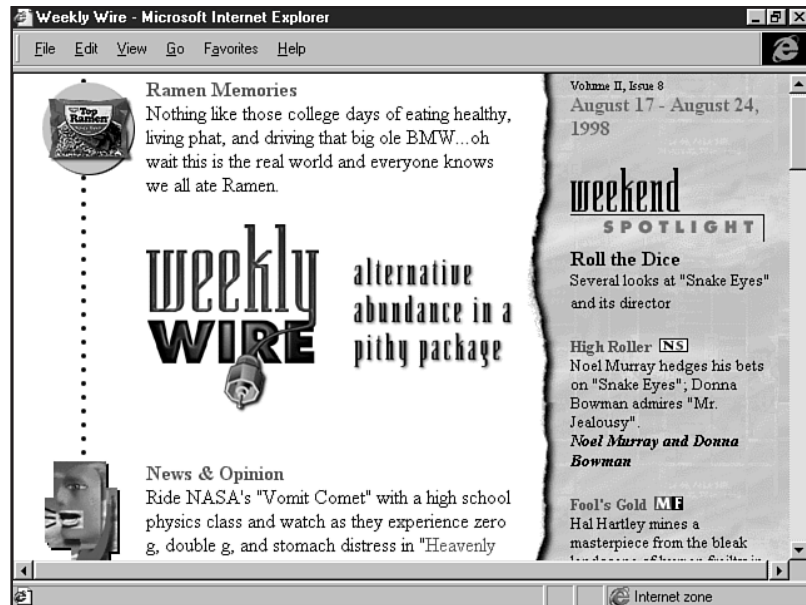 Weekly Wire - Microsoft Internet Explorer
File Edit View Go Favorites Help
Top
Ramen
Ramen Memories
Nothing like those college days of eating healthy,
living phat, and driving that big ole BMW...oh
wait this is the real world and everyone knows
we all ate Ramen.
weekly
WIRE
alternative
abundance in a
pithy package
News & Opinion
Ride NASA's "Vomit Comet" with a high school
physics class and watch as they experience zero
g, double g, and stomach distress in "Heavenly
Volume II, Issue 8
August 17 - August 24,
1998
weekend
SPOTLIGHT
Roll the Dice
Several looks at "Snake Eyes"
and its director
High Roller NS
Noel Murray hedges his bets
on "Snake Eyes"; Donna
Bowman admires "Mr.
Jealousy".
Noel Murray and Donna
Bowman
Fool's Gold MF
Hal Hartley mines a
masterpiece from the bleak
landscape of human frailty in
Internet zone